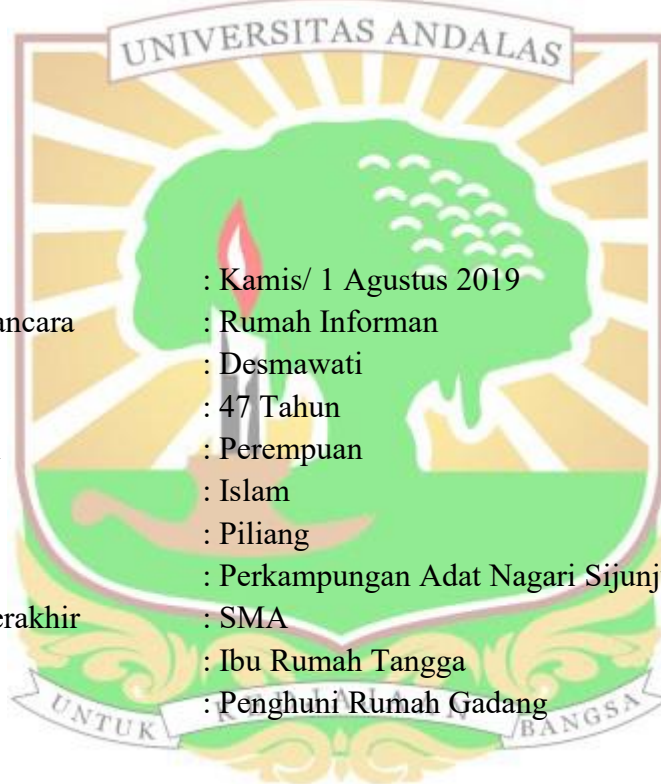 UNIVERSITAS ANDALAS
: Kamis/ 1 Agustus 2019
ancara : Rumah Informan
: Desmawati
: 47 Tahun
: Perempuan
: Islam
: Piliang
: Perkampungan Adat Nagari Sijunj
erakhir : SMA
: Ibu Rumah Tangga
: Penghuni Rumah Gadang
UNTUK KEDJAJAAN BANGSA